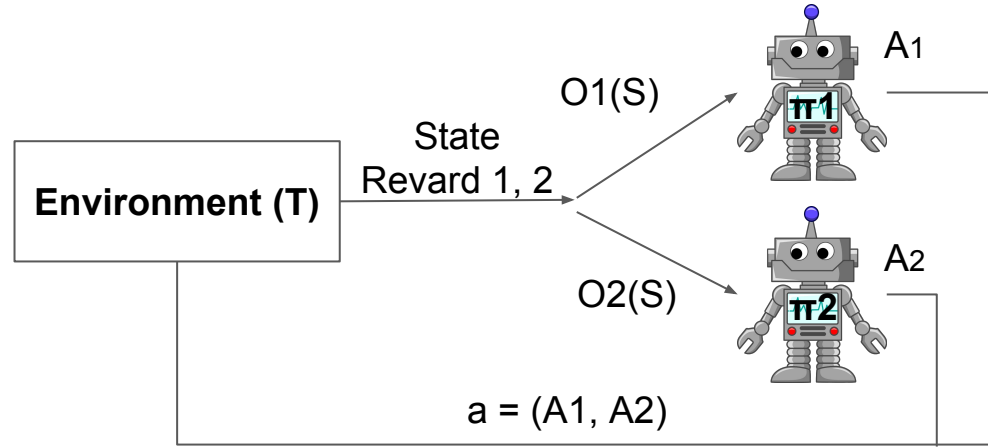 A1
O1(S)
π1
State
Revard 1, 2
Environment (T)
A2
O2(S)
π2
a = (A1, A2)